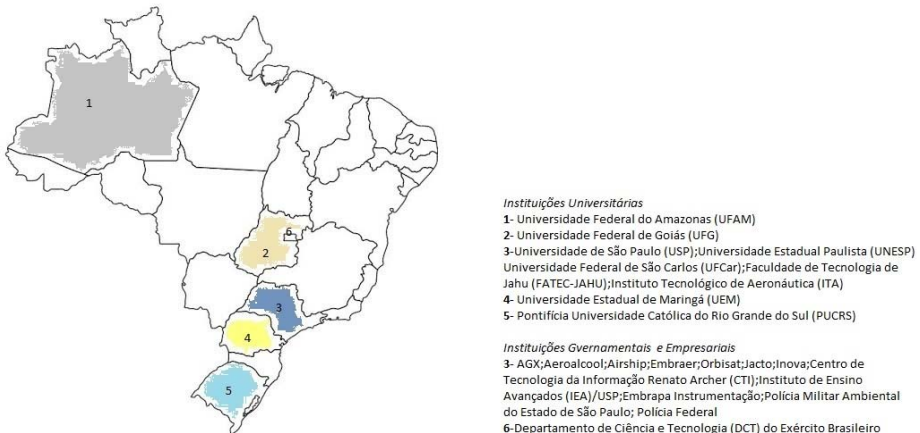 1
6
2
3
4
5
Instituições Universitárias
1- Universidade Federal do Amazonas (UFAM)
2- Universidade Federal de Goiás (UFG)
3-Universidade de São Paulo (USP);Universidade Estadual Paulista (UNESP)
Universidade Federal de São Carlos (UFCar);Faculdade de Tecnologia de
Jahu (FATEC-JAHU);Instituto Tecnológico de Aeronáutica (ITA)
4- Universidade Estadual de Maringá (UEM)
5- Pontifícia Universidade Católica do Rio Grande do Sul (PUCRS)
Instituições Gvernamentais e Empresariais
3- AGX;Aeroalcool;Airship;Embraer;Orbisat;Jacto;Inova;Centro de
Tecnologia da Informação Renato Archer (CTI);Instituto de Ensino
Avançados (IEA)/USP;Embrapa Instrumentação;Polícia Militar Ambiental
do Estado de São Paulo; Polícia Federal
6-Departamento de Ciência e Tecnologia (DCT) do Exército Brasileiro